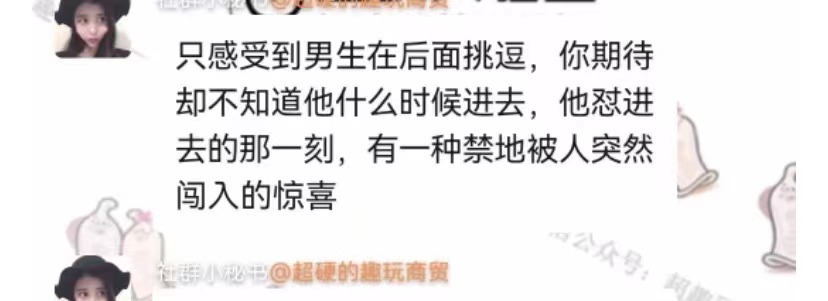 社群小秘书@超硬的趣玩商贸
只感受到男生在后面挑逗，你期待
却不知道他什么时候进去，他怼进
去的那一刻，有一种禁地被人突然
闯入的惊喜
社群小秘书@超硬的趣玩商贸
公众号：